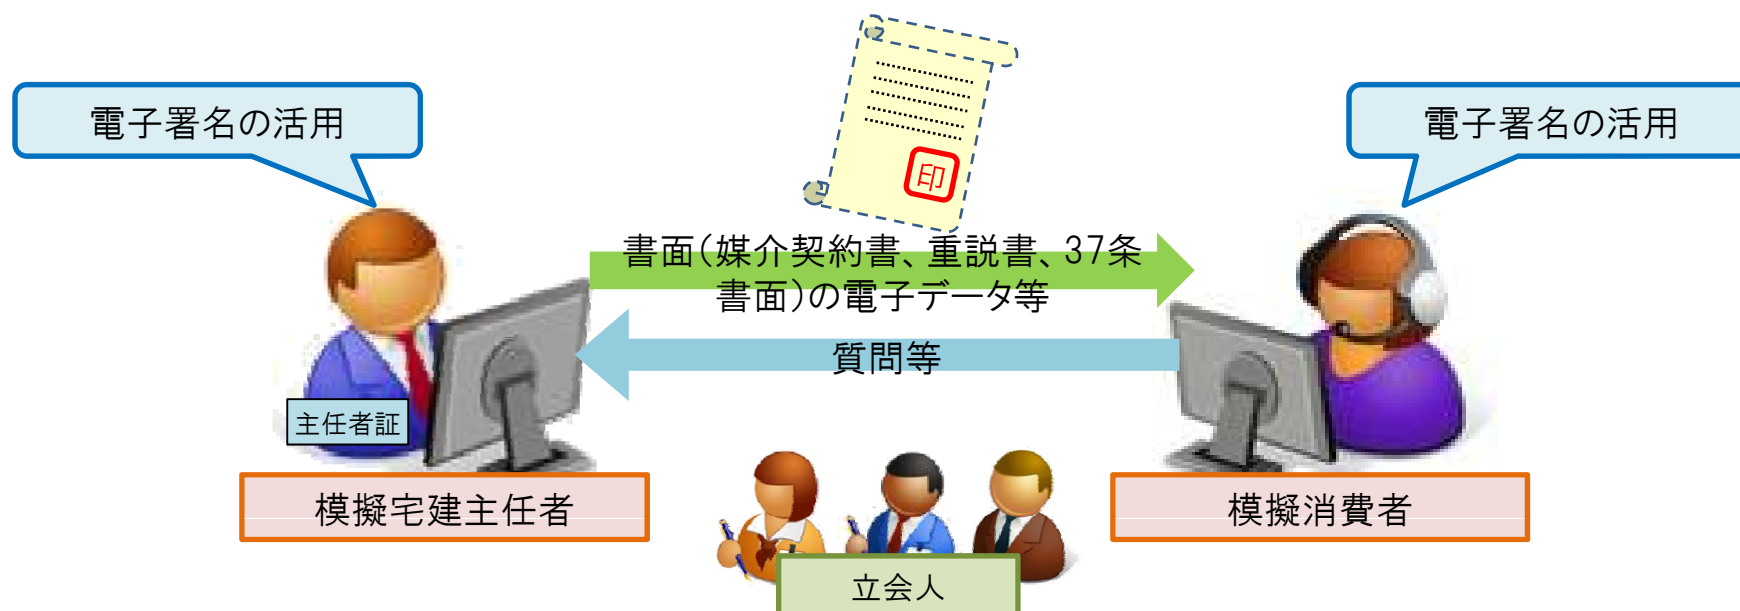 電子署名の活用
電子署名の活用
印
書面(媒介契約書、重説書、37条
書面)の電子データ等
質問等
主任者証
模擬宅建主任者
模擬消費者
立会人